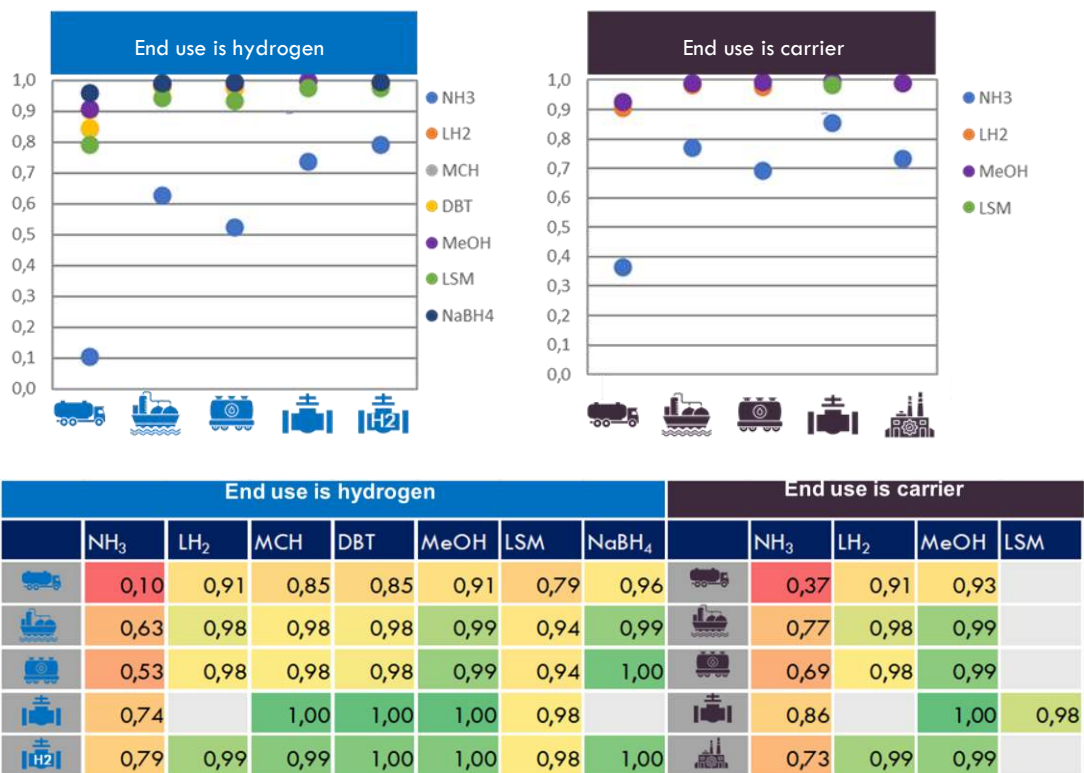 End use is hydrogen
1,0
0,9
0,8
0,7
0,6
0,5
0,4
0,3
0,2
0,1
0,0
NH3
LH2
MCH
DBT
MeOH
LSM
NaBH4
H2
End use is carrier
1,0
0,9
0,8
0,7
0,6
0,5
0,4
0,3
0,2
0,1
0,0
NH3
LH2
MeOH
LSM
End use is hydrogen End use is carrier
NH₃ LH₂ MCH DBT MeOH LSM NaBH₄ NH₃ LH₂ MeOH LSM
0,10 0,91 0,85 0,85 0,91 0,79 0,96 0,37 0,91 0,93
0,63 0,98 0,98 0,98 0,99 0,94 0,99 0,77 0,98 0,99
0,53 0,98 0,98 0,98 0,99 0,94 1,00 0,69 0,98 0,99
0,74 1,00 1,00 1,00 0,98 0,86 1,00 0,98
H2 0,79 0,99 0,99 1,00 1,00 0,98 1,00 0,73 0,99 0,99